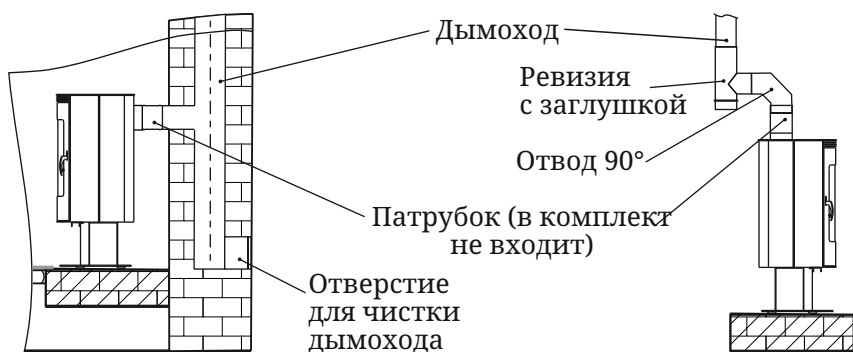 Дымоход
Ревизия
с заглушкой
Отвод 90°
Патрубок (в комплект
не входит)
Отверстие
для чистки
дымохода